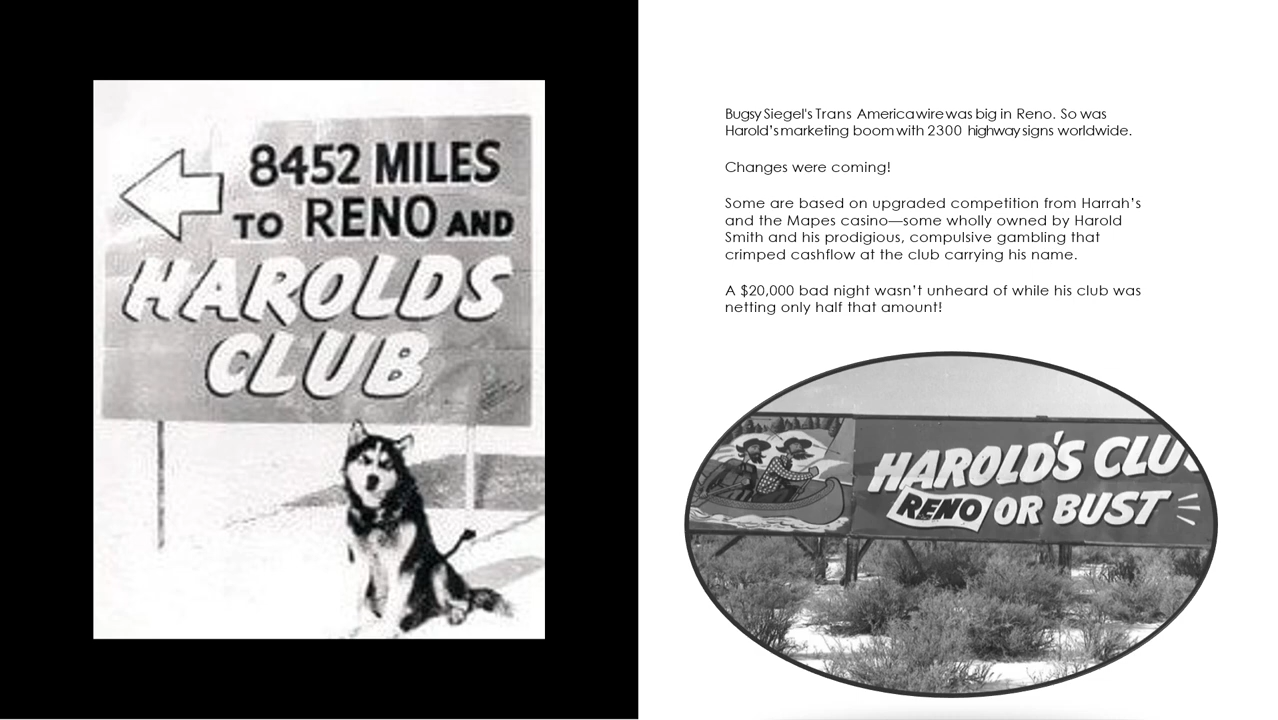 8452 MILES
TO RENO AND
HAROLDS
CLUB
Bugsy Siegel's Trans America wire was big in Reno. So was
Harold's marketing boom with 2300 highway signs worldwide.
Changes were coming!
Some are based on upgraded competition from Harrah's
and the Mapes casino—some wholly owned by Harold
Smith and his prodigious, compulsive gambling that
crimped cashflow at the club carrying his name.
A $20,000 bad night wasn't unheard of while his club was
netting only half that amount!
HAROLD'S CLU
RENO OR BUST